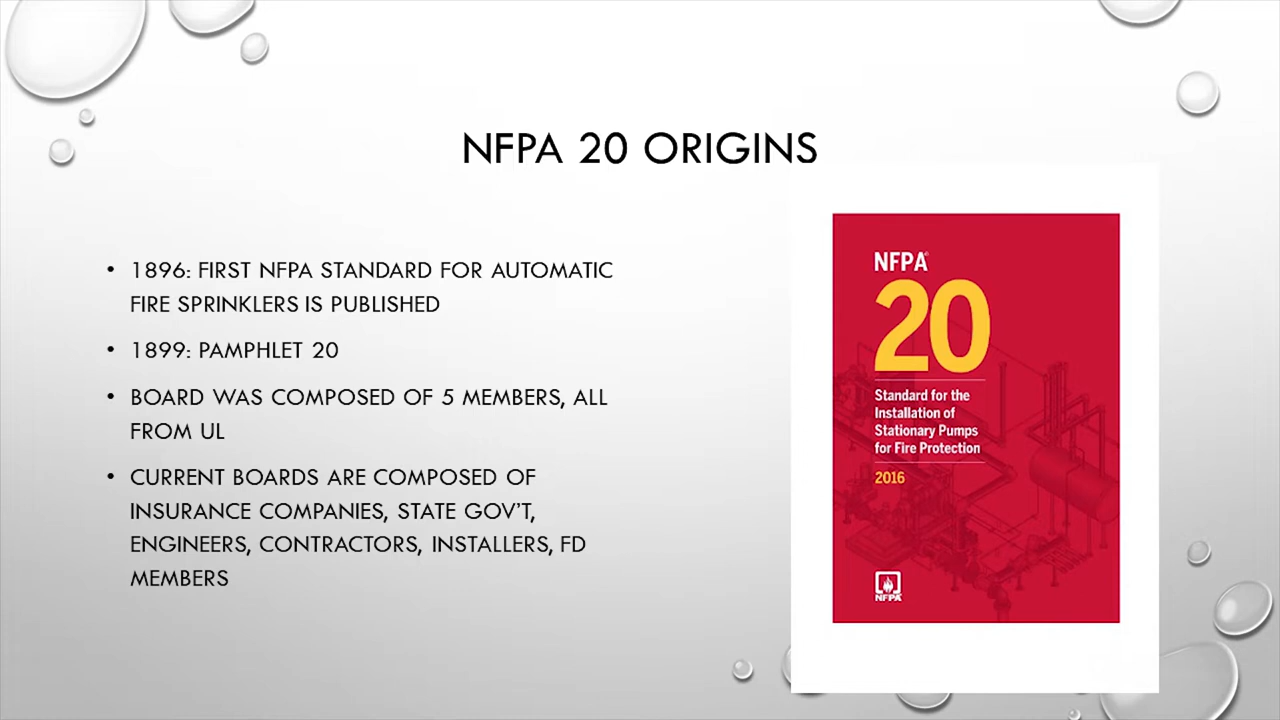 NFPA 20 ORIGINS
• 1896: FIRST NFPA STANDARD FOR AUTOMATIC
FIRE SPRINKLERS IS PUBLISHED
• 1899: PAMPHLET 20
• BOARD WAS COMPOSED OF 5 MEMBERS, ALL
FROM UL
• CURRENT BOARDS ARE COMPOSED OF
INSURANCE COMPANIES, STATE GOV'T,
ENGINEERS, CONTRACTORS, INSTALLERS, FD
MEMBERS
NFPA®
20
Standard for the
Installation of
Stationary Pumps
for Fire Protection
2016
NFPA